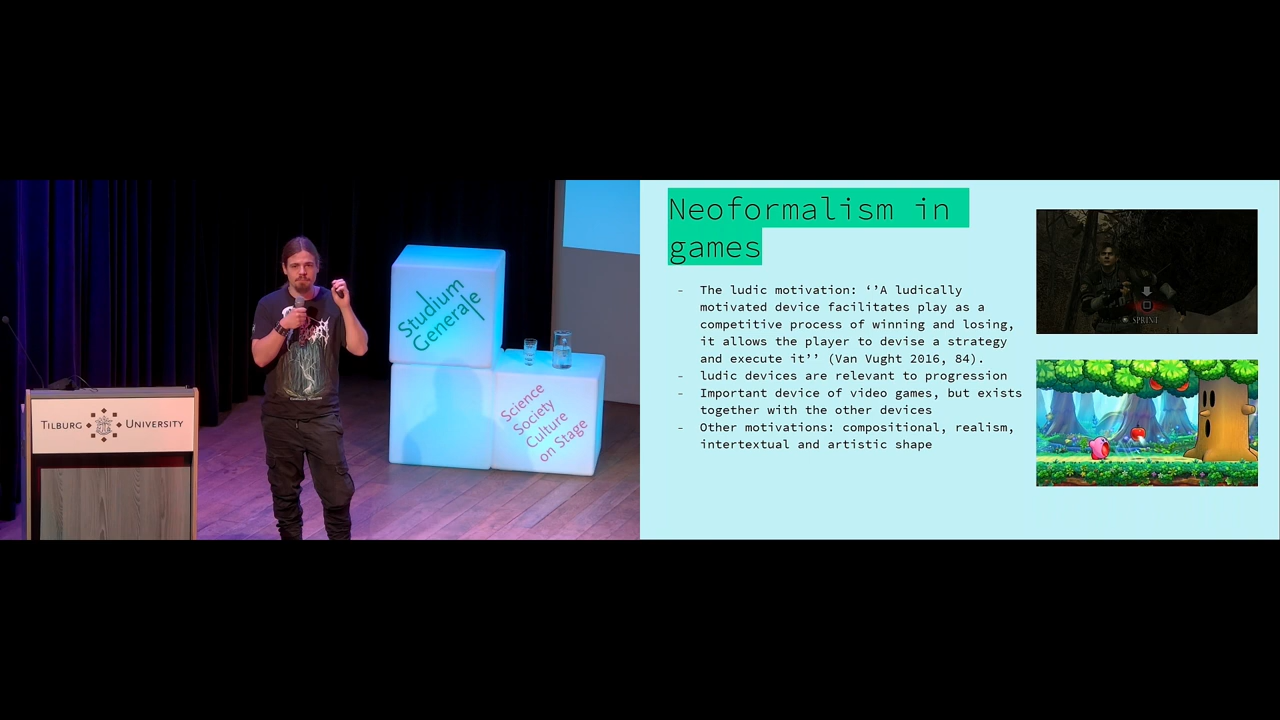 Studium
Generale
Science
Society
Culture
on Stage
TILBURG UNIVERSITY
Neoformalism in
games
- The ludic motivation: ‘’A ludically
motivated device facilitates play as a
competitive process of winning and losing,
it allows the player to devise a strategy
and execute it’’ (Van Vught 2016, 84).
- ludic devices are relevant to progression
- Important device of video games, but exists
together with the other devices
- Other motivations: compositional, realism,
intertextual and artistic shape
SPRINT